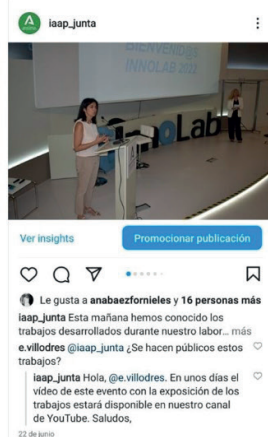 iaap_junta
BIENVENID@S
INNOLAB 2022
InnoLab
Ver insights
Promocionar publicación
Le gusta a anabaezfornieles y 16 personas más
iaap_junta Esta mañana hemos conocido los
trabajos desarrollados durante nuestro labor... más
e.villodres @iaap_junta ¿Se hacen públicos estos
trabajos?
iaap_junta Hola, @e.villodres. En unos días el
vídeo de este evento con la exposición de los
trabajos estará disponible en nuestro canal
de YouTube. Saludos,
22 de junio